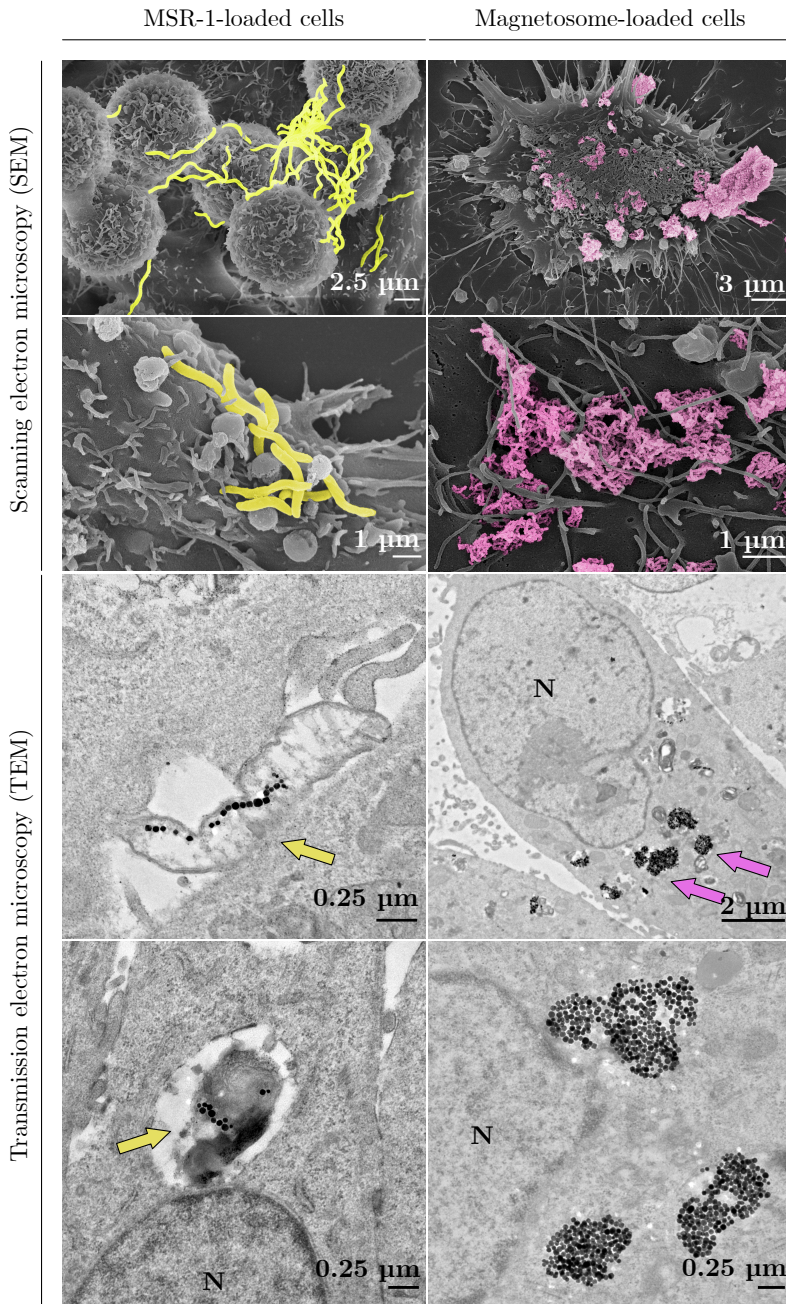 MSR-1-loaded cells
Magnetosome-loaded cells
Scanning electron microscopy (SEM)
2.5 µm
3 µm
1 µm
1 µm
Transmission electron microscopy (TEM)
0.25 µm
N
2 µm
N
0.25 µm
N
0.25 µm